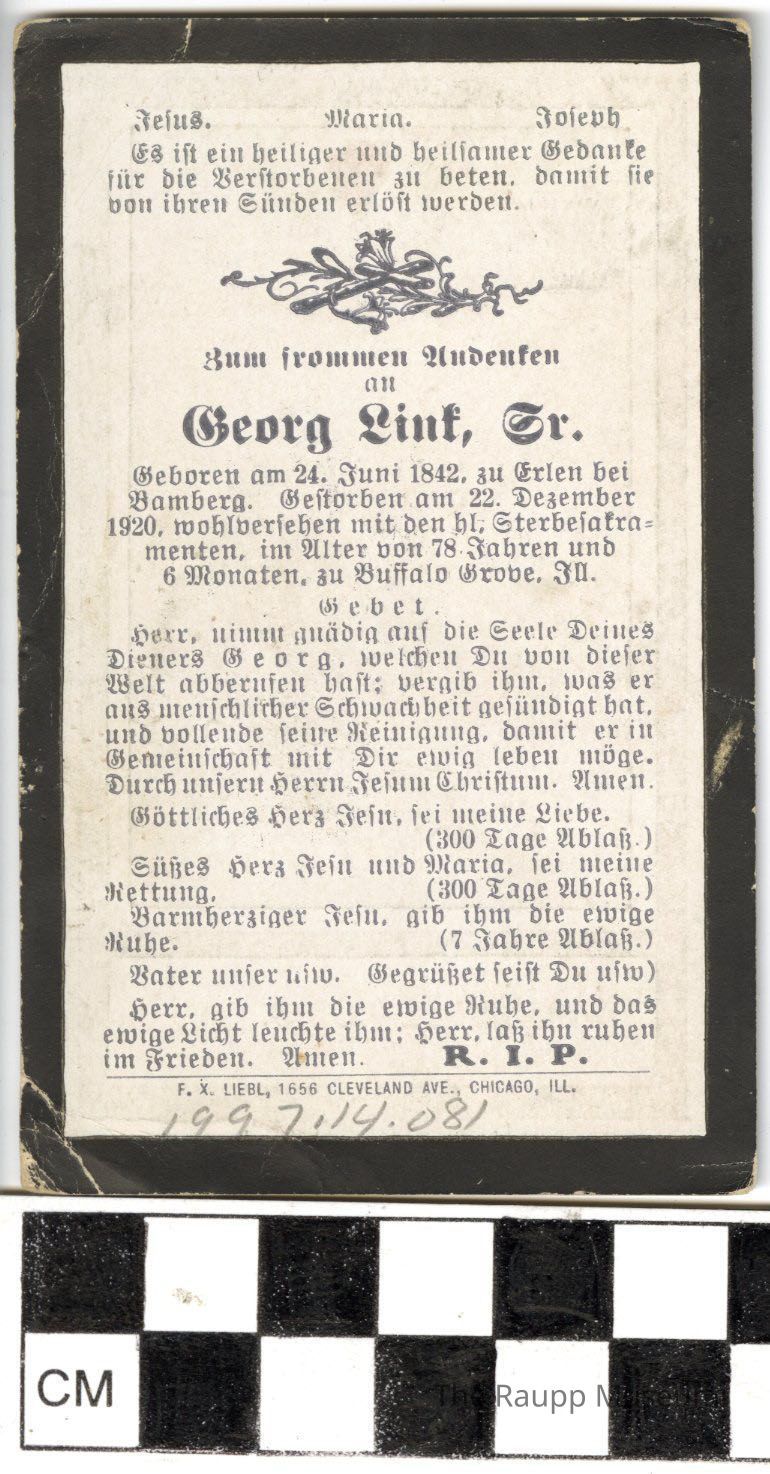 Jesus. Maria. Joseph
Es ist ein heiliger und heilsamer Gedanke
für die Verstorbenen zu beten, damit sie
von ihren Sünden erlöst werden.
Zum frommen Andenken
an
Georg Link, Sr.
Geboren am 24. Juni 1842, zu Erlen bei
Bamberg. Gestorben am 22. Dezember
1920, wohlversehen mit den hl. Sterbesakra=
menten, im Alter von 78 Jahren und
6 Monaten, zu Buffalo Grove, Ill.
Gebet.
Herr, nimm gnädig auf die Seele Deines
Dieners Georg, welchen Du von dieser
Welt abberufen hast; vergib ihm, was er
aus menschlicher Schwachheit gesündigt hat,
und vollende seine Reinigung, damit er in
Gemeinschaft mit Dir ewig leben möge.
Durch unsern Herrn Jesum Christum. Amen.
Göttliches Herz Jesu, sei meine Liebe.
(300 Tage Ablaß.)
Süßes Herz Jesu und Maria, sei meine
Rettung, (300 Tage Ablaß.)
Barmherziger Jesu, gib ihm die ewige
Ruhe. (7 Jahre Ablaß.)
Vater unser usw. Gegrüßet seist Du usw)
Herr, gib ihm die ewige Ruhe, und das
ewige Licht leuchte ihm; Herr, laß ihn ruhen
im Frieden. Amen. R. I. P.
F. X. LIEBL, 1656 CLEVELAND AVE., CHICAGO, ILL.
1997.14.081
CM
The Raupp Museum